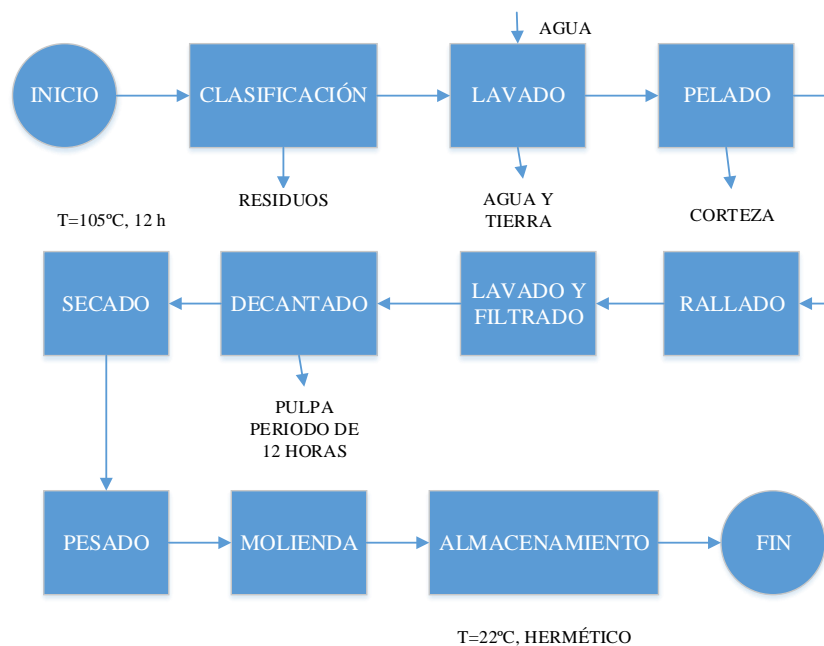 AGUA
INICIO
CLASIFICACIÓN
LAVADO
PELADO
RESIDUOS
AGUA Y
TIERRA
CORTEZA
T=105ºC, 12 h
SECADO
DECANTADO
LAVADO Y
FILTRADO
RALLADO
PULPA
PERIODO DE
12 HORAS
PESADO
MOLIENDA
ALMACENAMIENTO
FIN
T=22ºC, HERMÉTICO